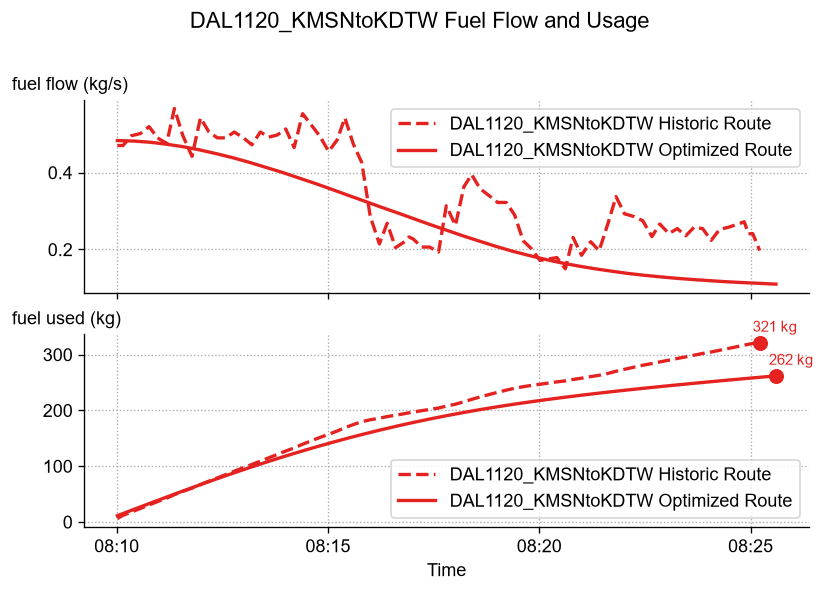 DAL1120_KMSNtoKDTW Fuel Flow and Usage
fuel flow (kg/s)
DAL1120_KMSNtoKDTW Historic Route
DAL1120_KMSNtoKDTW Optimized Route
0.4
0.2
fuel used (kg)
321 kg
262 kg
300
200
100
0
DAL1120_KMSNtoKDTW Historic Route
DAL1120_KMSNtoKDTW Optimized Route
08:10 08:15 08:20 08:25
Time